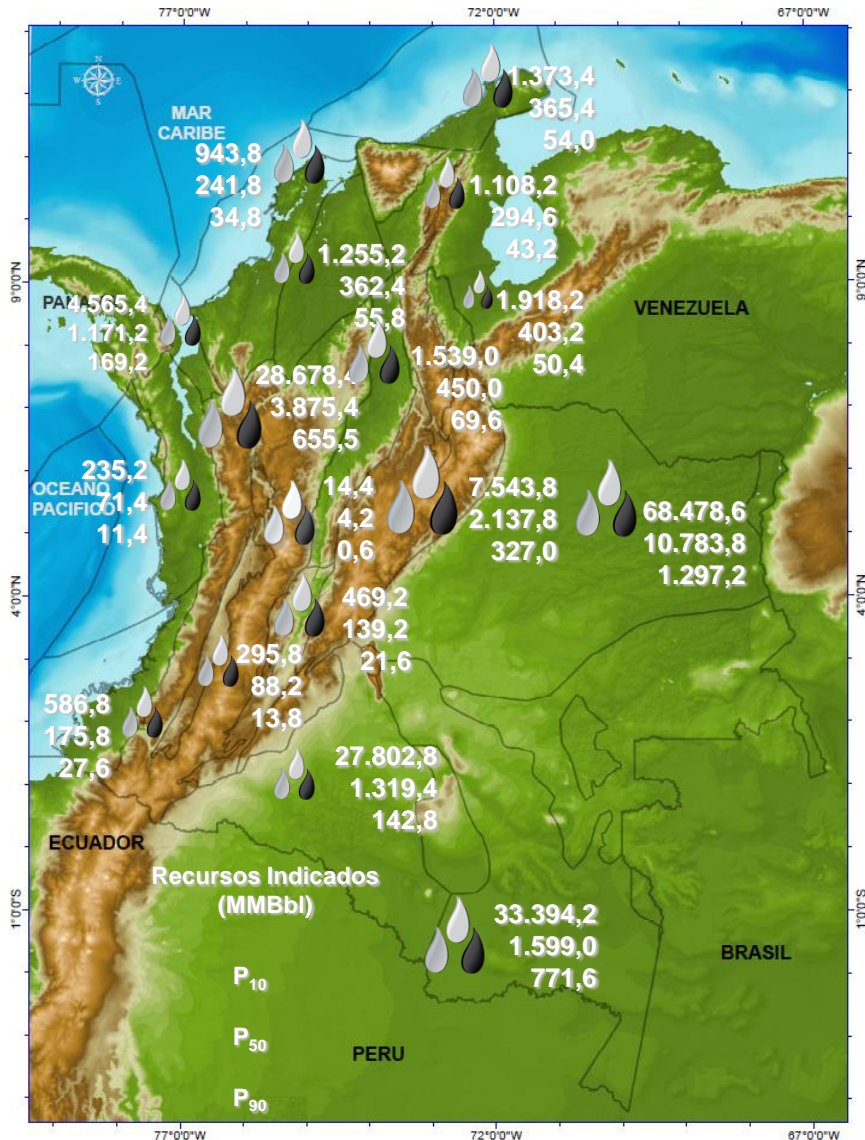 77°0'0"W 72°0'0"W 67°0'0"W
N
W E
S
MAR
CARIBE
1.373,4
365,4
54,0
943,8
241,8
34,8
1.108,2
294,6
43,2
1.255,2
362,4
55,8
9°0'0"N 9°0'0"N
1.918,2
403,2
50,4
VENEZUELA
4.565,4
1.171,2
169,2
1.539,0
450,0
69,6
28.678,4
3.875,4
655,5
235,2
71,4
11,4
OCEANO
PACIFICO
14,4
4,2
0,6
7.543,8
2.137,8
327,0
68.478,6
10.783,8
1.297,2
4°0'0"N 4°0'0"N
469,2
139,2
21,6
295,8
88,2
13,8
586,8
175,8
27,6
27.802,8
1.319,4
142,8
ECUADOR
Recursos Indicados
(MMBbl)
1°0'0"S 1°0'0"S
33.394,2
1.599,0
771,6
BRASIL
P10
P50
PERU
P90
77°0'0"W 72°0'0"W 67°0'0"W